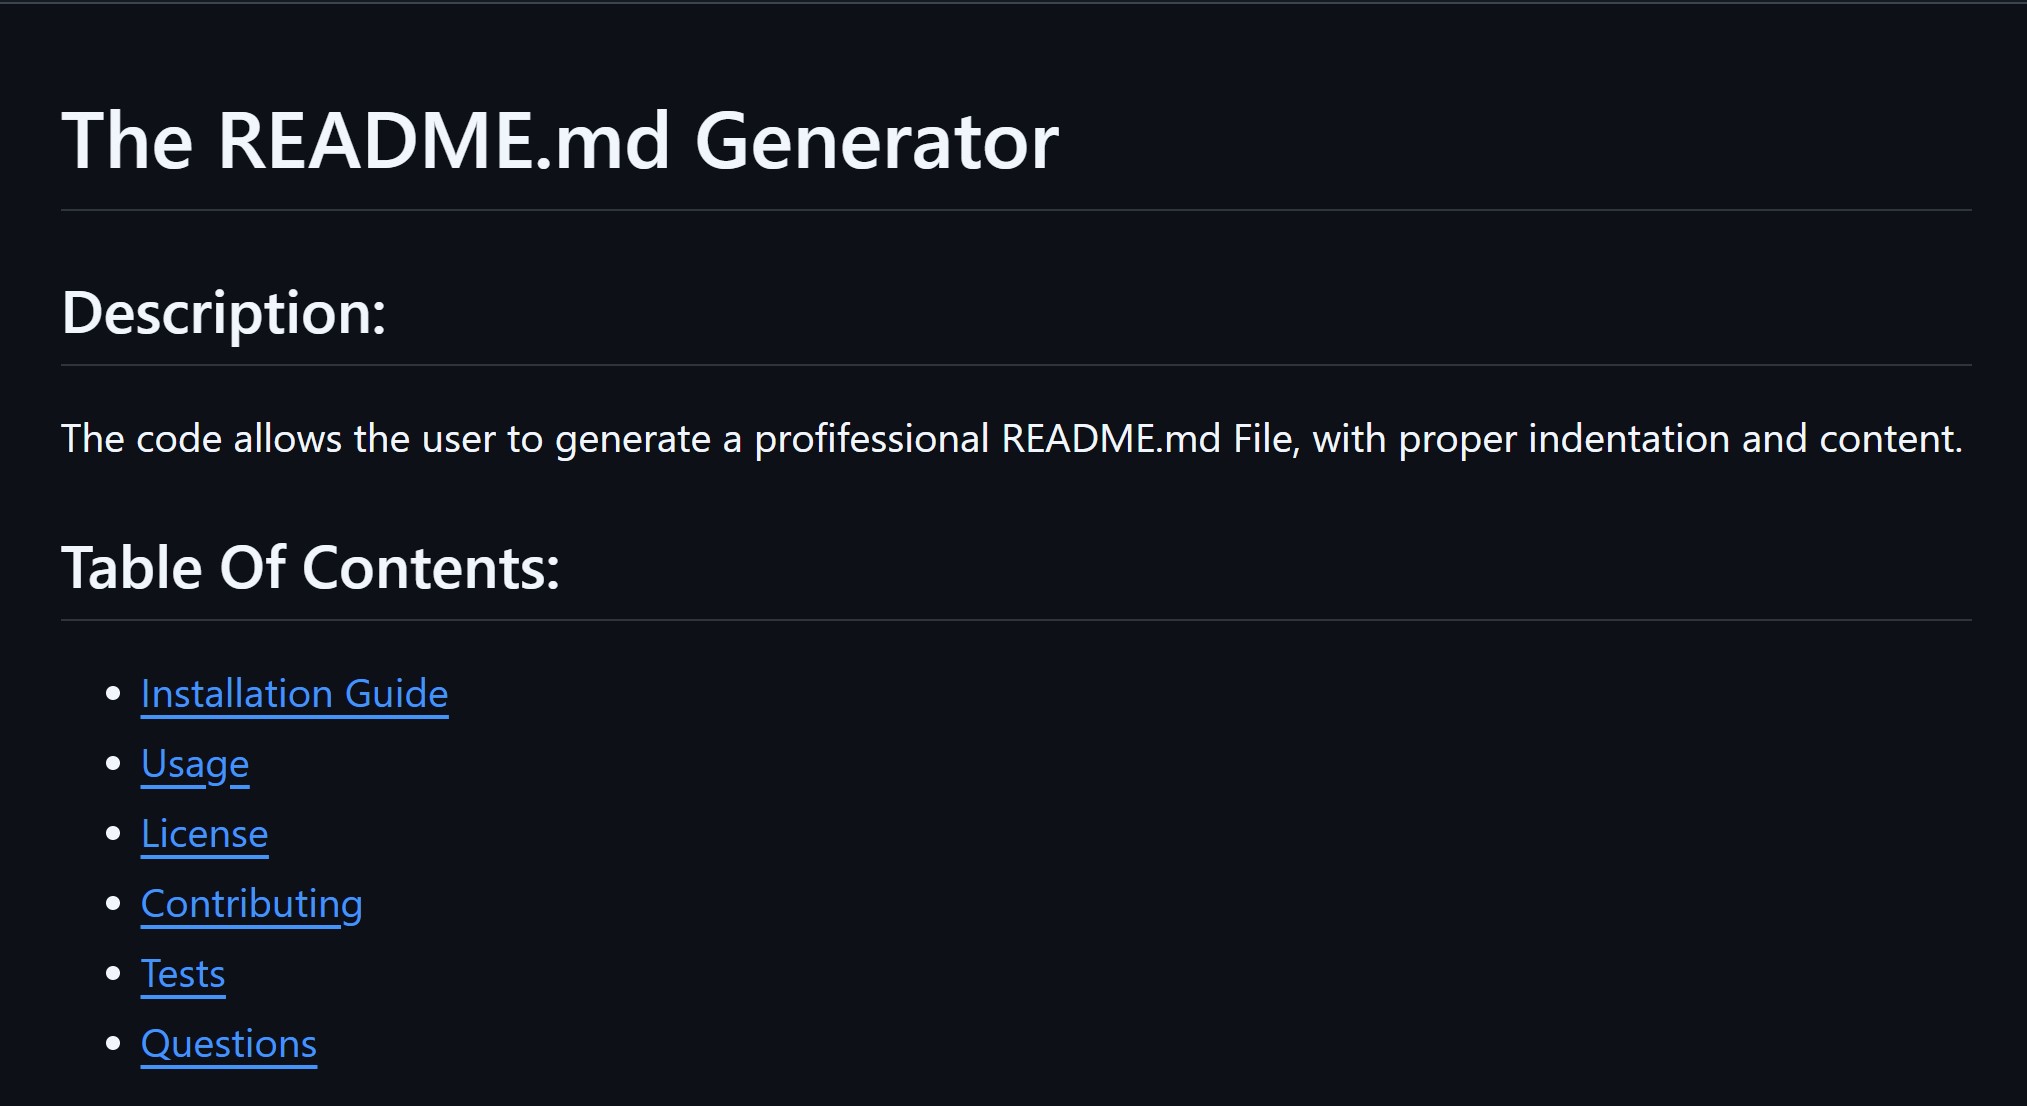 The README.md Generator
Description:
The code allows the user to generate a profifessional README.md File, with proper indentation and content.
Table Of Contents:
Installation Guide
Usage
License
Contributing
Tests
Questions